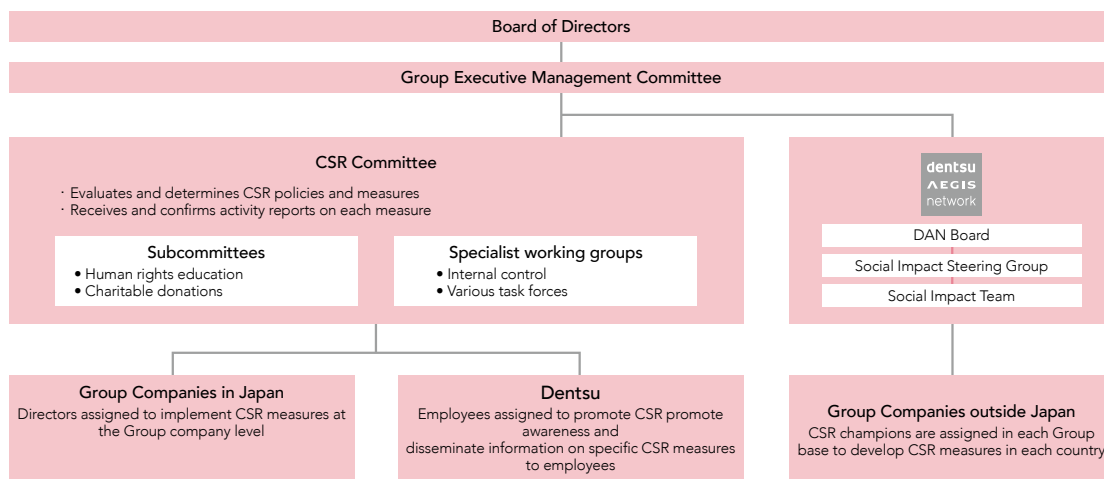 Board of Directors
Group Executive Management Committee
CSR Committee
· Evaluates and determines CSR policies and measures
· Receives and confirms activity reports on each measure
Subcommittees
• Human rights education
• Charitable donations
Specialist working groups
• Internal control
• Various task forces
dentsu
AEGIS
network
DAN Board
Social Impact Steering Group
Social Impact Team
Group Companies in Japan
Directors assigned to implement CSR measures at
the Group company level
Dentsu
Employees assigned to promote CSR promote
awareness and
disseminate information on specific CSR measures
to employees
Group Companies outside Japan
CSR champions are assigned in each Group
base to develop CSR measures in each country